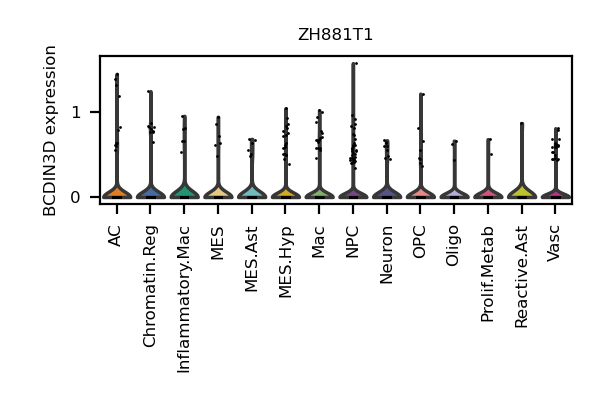 ZH881T1
BCDIN3D expression
1
0
AC
Chromatin.Reg
Inflammatory.Mac
MES
MES.Ast
MES.Hyp
Mac
NPC
Neuron
OPC
Oligo
Prolif.Metab
Reactive.Ast
Vasc